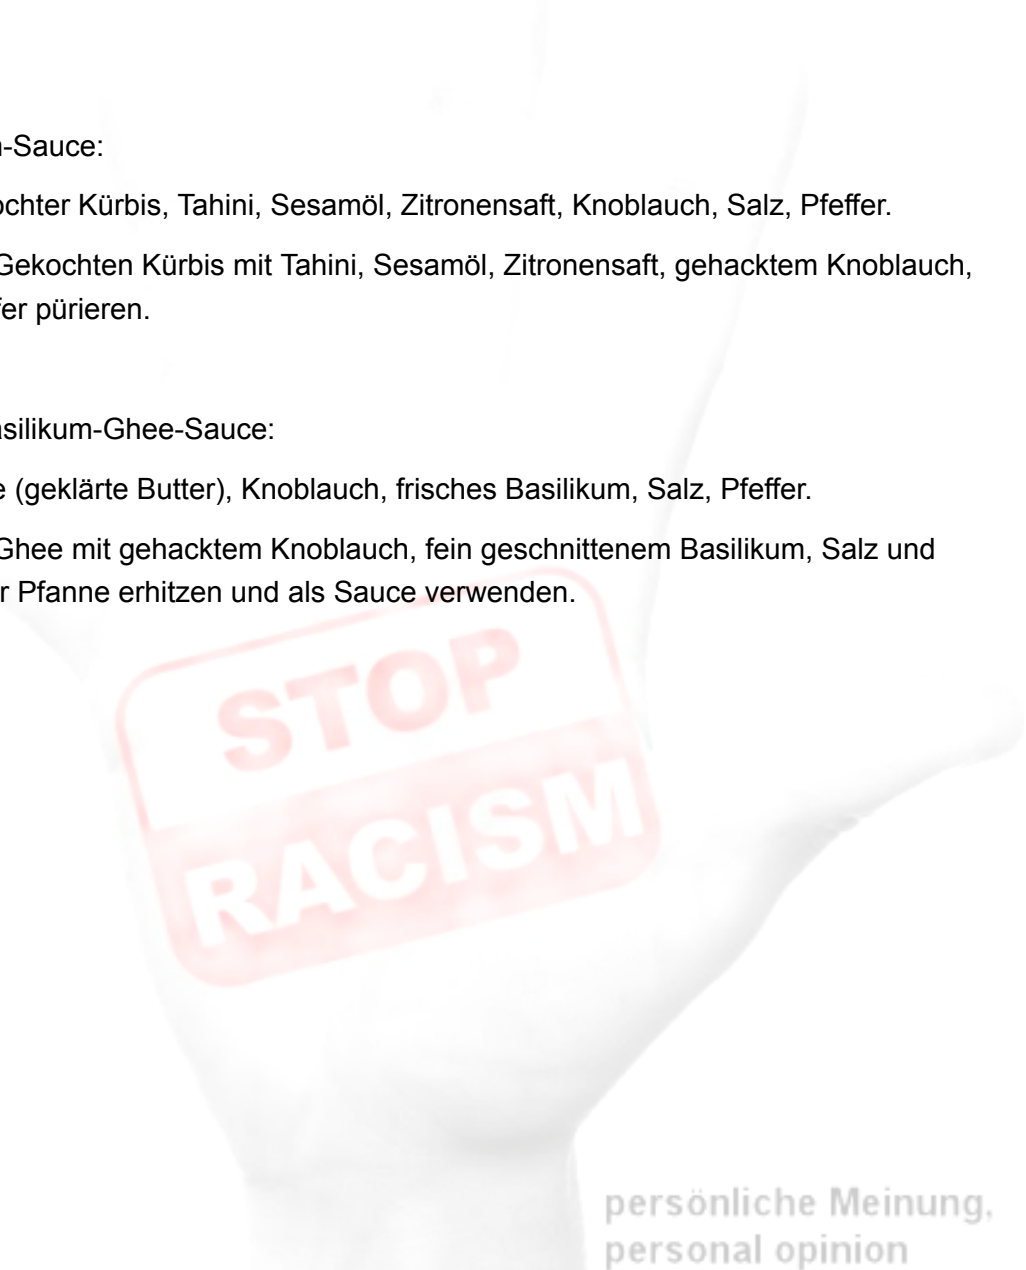 -Sauce:
ochter Kürbis, Tahini, Sesamöl, Zitronensaft, Knoblauch, Salz, Pfeffer.
Gekochten Kürbis mit Tahini, Sesamöl, Zitronensaft, gehacktem Knoblauch,
fer pürieren.
asilikum-Ghee-Sauce:
e (geklärte Butter), Knoblauch, frisches Basilikum, Salz, Pfeffer.
Ghee mit gehacktem Knoblauch, fein geschnittenem Basilikum, Salz und
r Pfanne erhitzen und als Sauce verwenden.
STOP
RACISM
persönliche Meinung,
personal opinion